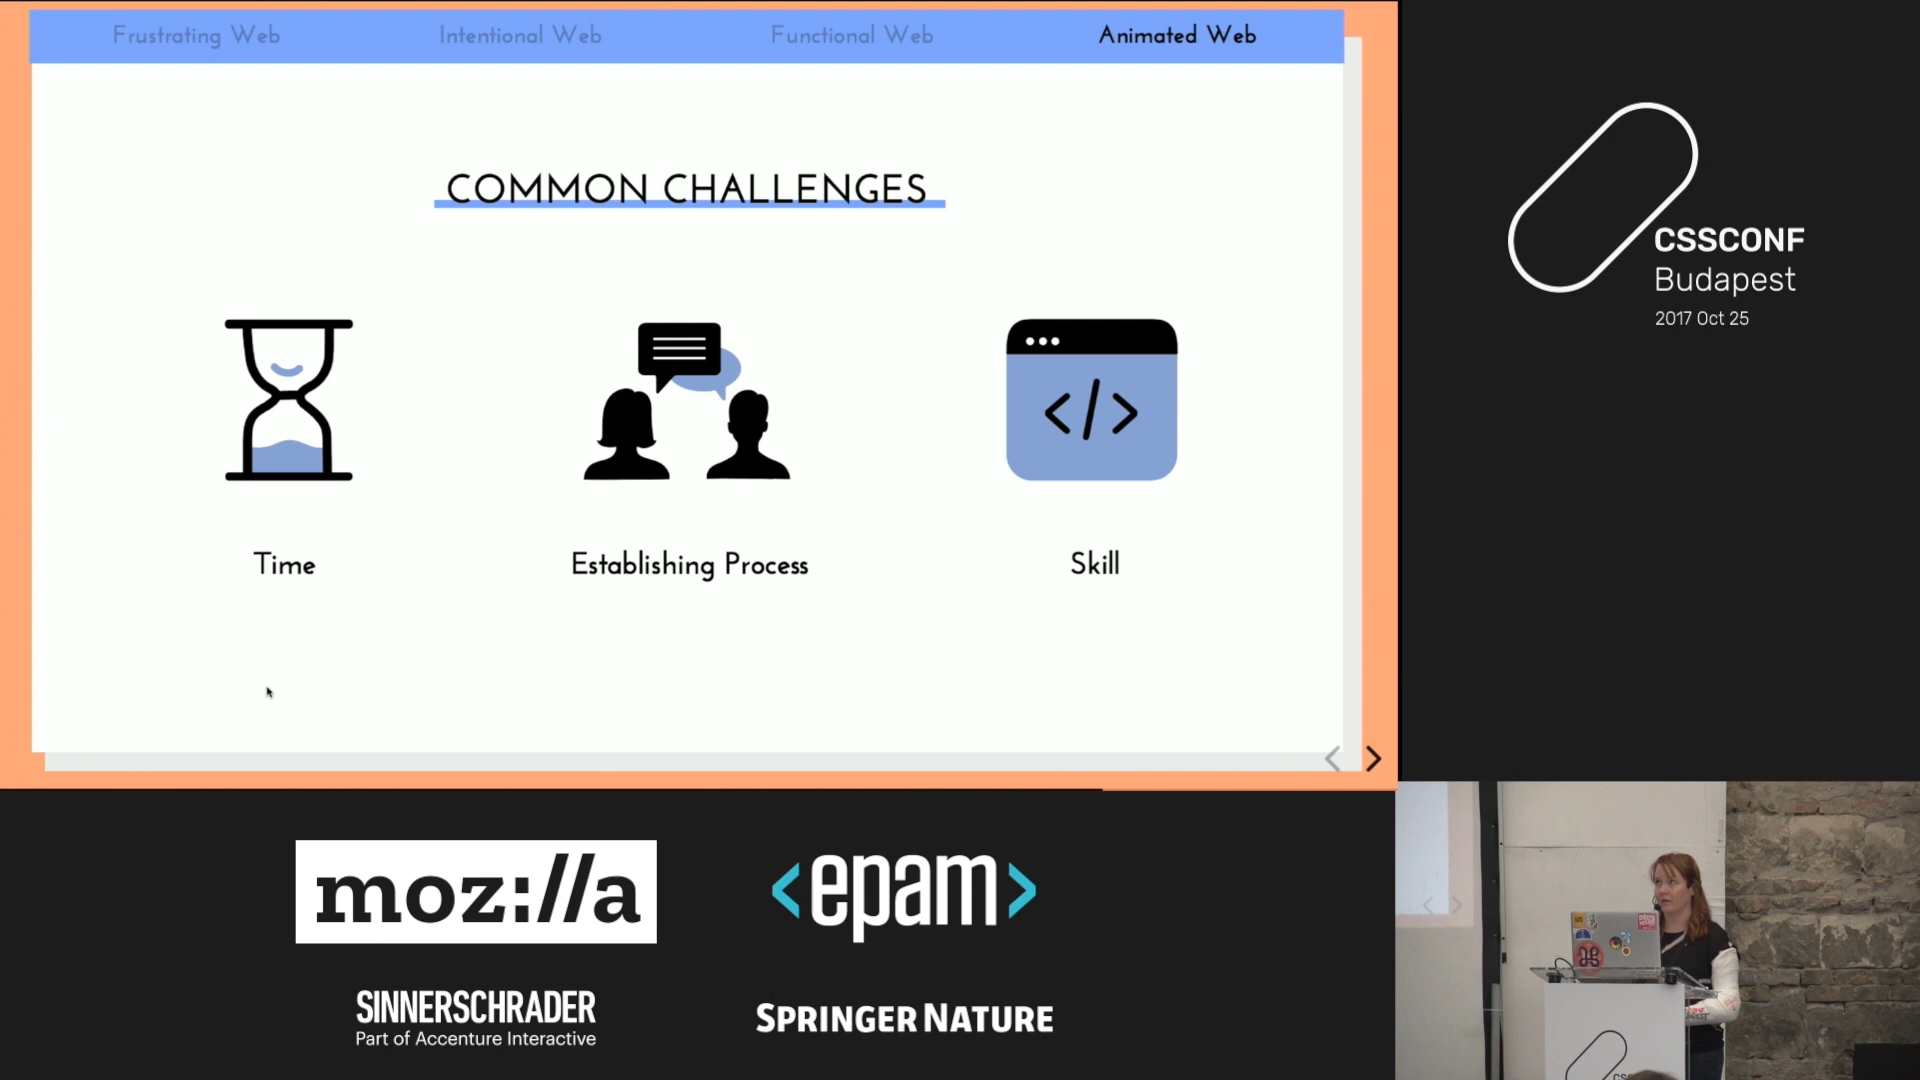 Frustrating Web
Intentional Web
Functional Web
Animated Web
COMMON CHALLENGES
</>
Time
Establishing Process
Skill
CSSCONF
Budapest
2017 Oct 25
moz://a
<epam>
SINNERSCHRADER
Part of Accenture Interactive
SPRINGER NATURE